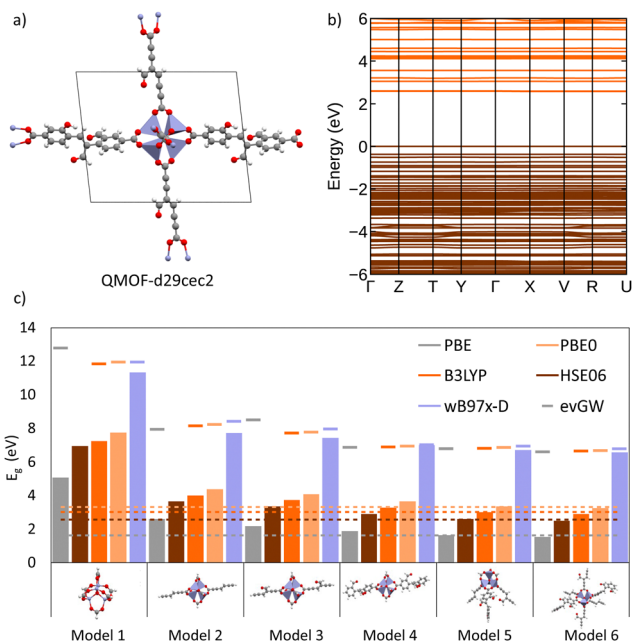 a)
QMOF-d29cec2
b)
Energy (eV)
6
4
2
0
−2
−4
−6
Γ Z T Y Γ X V R U
c)
E_g (eV)
14
12
10
8
6
4
2
0
PBE PBE0
B3LYP HSE06
wB97x-D evGW
Model 1 Model 2 Model 3 Model 4 Model 5 Model 6